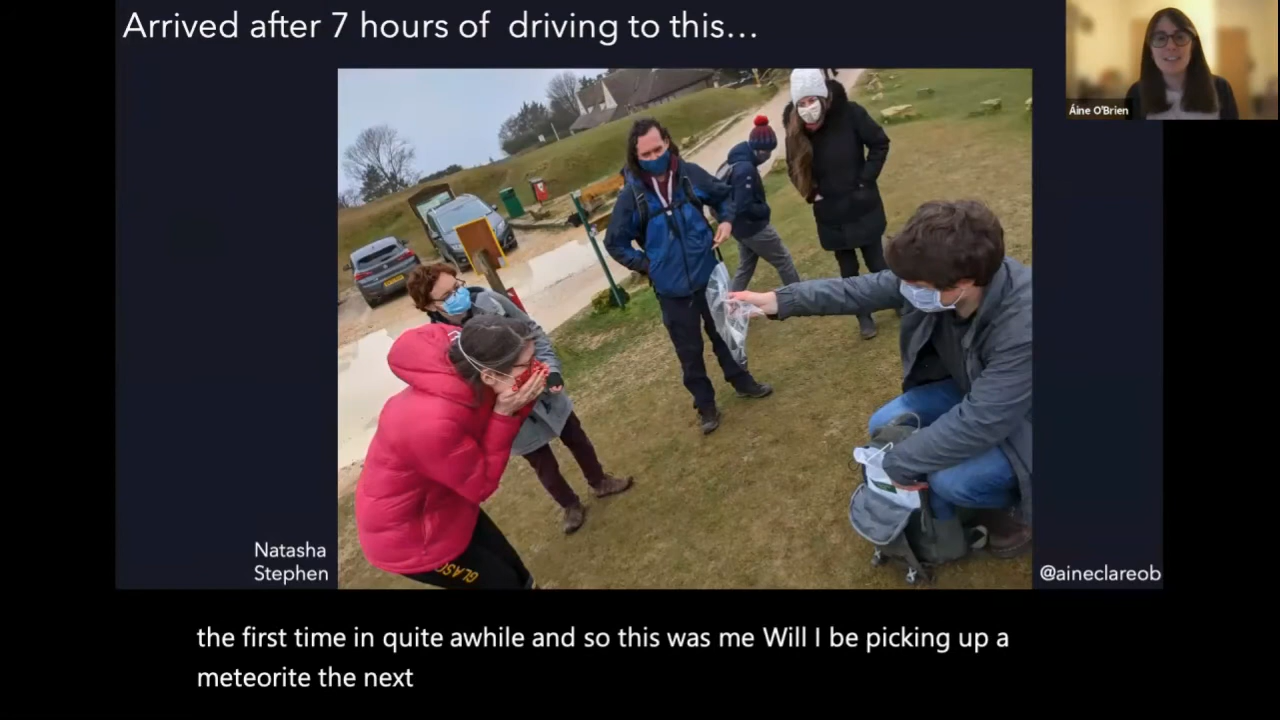 Arrived after 7 hours of driving to this...
Áine O'Brien
GLASG
Natasha
Stephen
@aineclareob
the first time in quite awhile and so this was me Will I be picking up a
meteorite the next